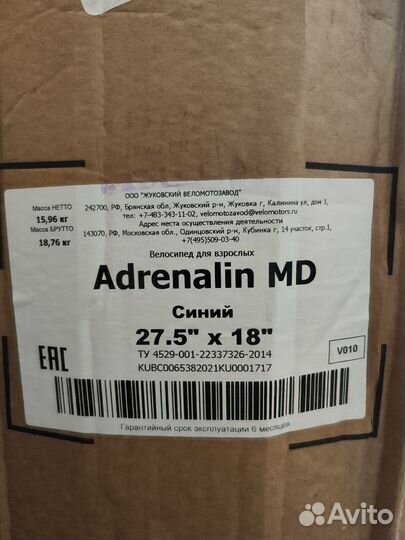 ООО "ЖУКОВСКИЙ ВЕЛОМОТОЗАВОД"
Масса НЕТТО
15,96 кг
Масса БРУТТО
18,76 кг
242700, РФ, Брянская обл, Жуковский р-н, Жуковка г, Калинина ул, дом 1,
тел: +7-483-343-11-02, velomotozavod@velomotors.ru
Адрес места осуществления деятельности
143070, РФ, Московская обл., Одинцовский р-н, Кубинка г, 14 участок, стр.1,
+7(495)509-03-40
Велосипед для взрослых
Adrenalin MD
Синий
27.5" x 18"
ТУ 4529-001-22337326-2014
KUBC0065382021KU0001717
EAC
V010
Гарантийный срок эксплуатации 6 месяцев.
Avito